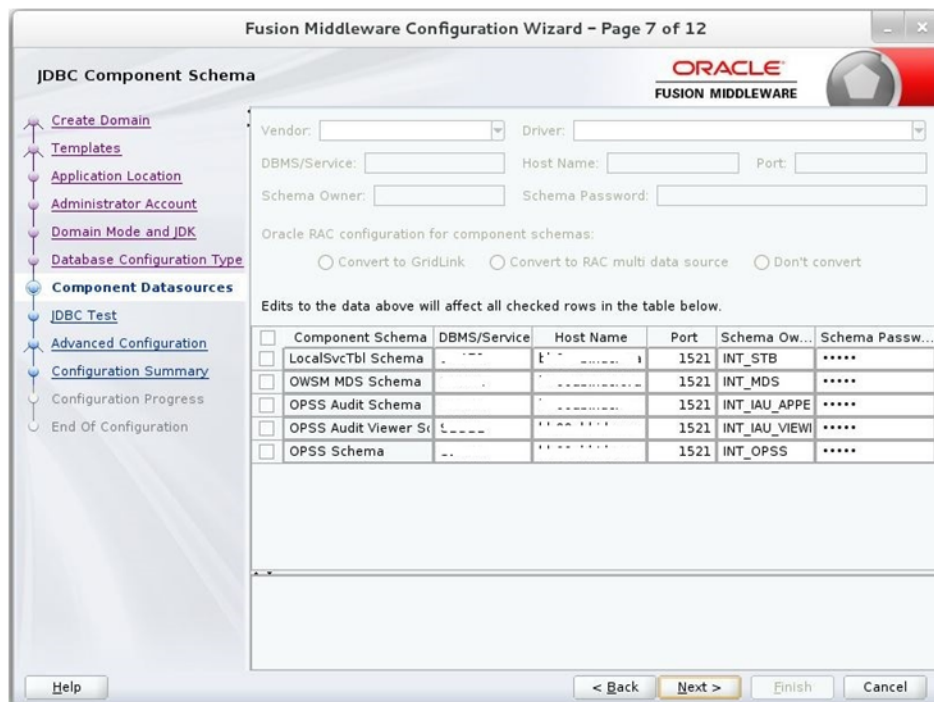 Fusion Middleware Configuration Wizard – Page 7 of 12
JDBC Component Schema
ORACLE
FUSION MIDDLEWARE
Create Domain
Templates
Application Location
Administrator Account
Domain Mode and JDK
Database Configuration Type
Component Datasources
JDBC Test
Advanced Configuration
Configuration Summary
Configuration Progress
End Of Configuration
Vendor: Driver:
DBMS/Service: Host Name: Port:
Schema Owner: Schema Password:
Oracle RAC configuration for component schemas:
Convert to GridLink Convert to RAC multi data source Don't convert
Edits to the data above will affect all checked rows in the table below.
Component Schema DBMS/Service Host Name Port Schema Ow... Schema Passw...
LocalSvcTbl Schema 1521 INT_STB •••••
OWSM MDS Schema 1521 INT_MDS •••••
OPSS Audit Schema 1521 INT_IAU_APPE •••••
OPSS Audit Viewer Sc 1521 INT_IAU_VIEWI •••••
OPSS Schema 1521 INT_OPSS •••••
Help < Back Next > Finish Cancel